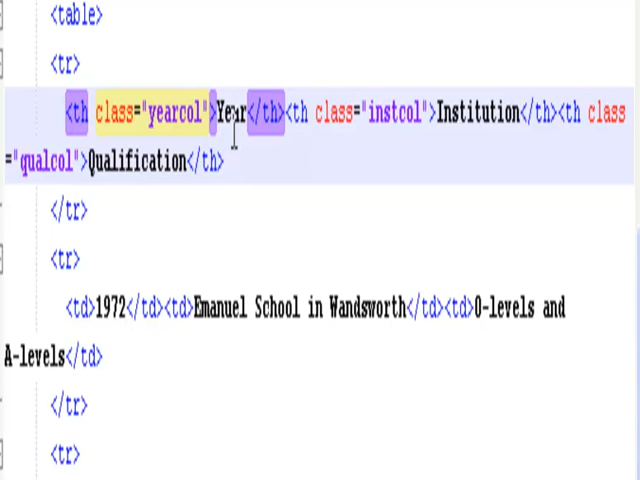 <table>
<tr>
<th class="yearcol">Year</th><th class="instcol">Institution</th><th class
="qualcol">Qualification</th>
</tr>
<tr>
<td>1972</td><td>Emanuel School in Wandsworth</td><td>O-levels and
A-levels</td>
</tr>
<tr>